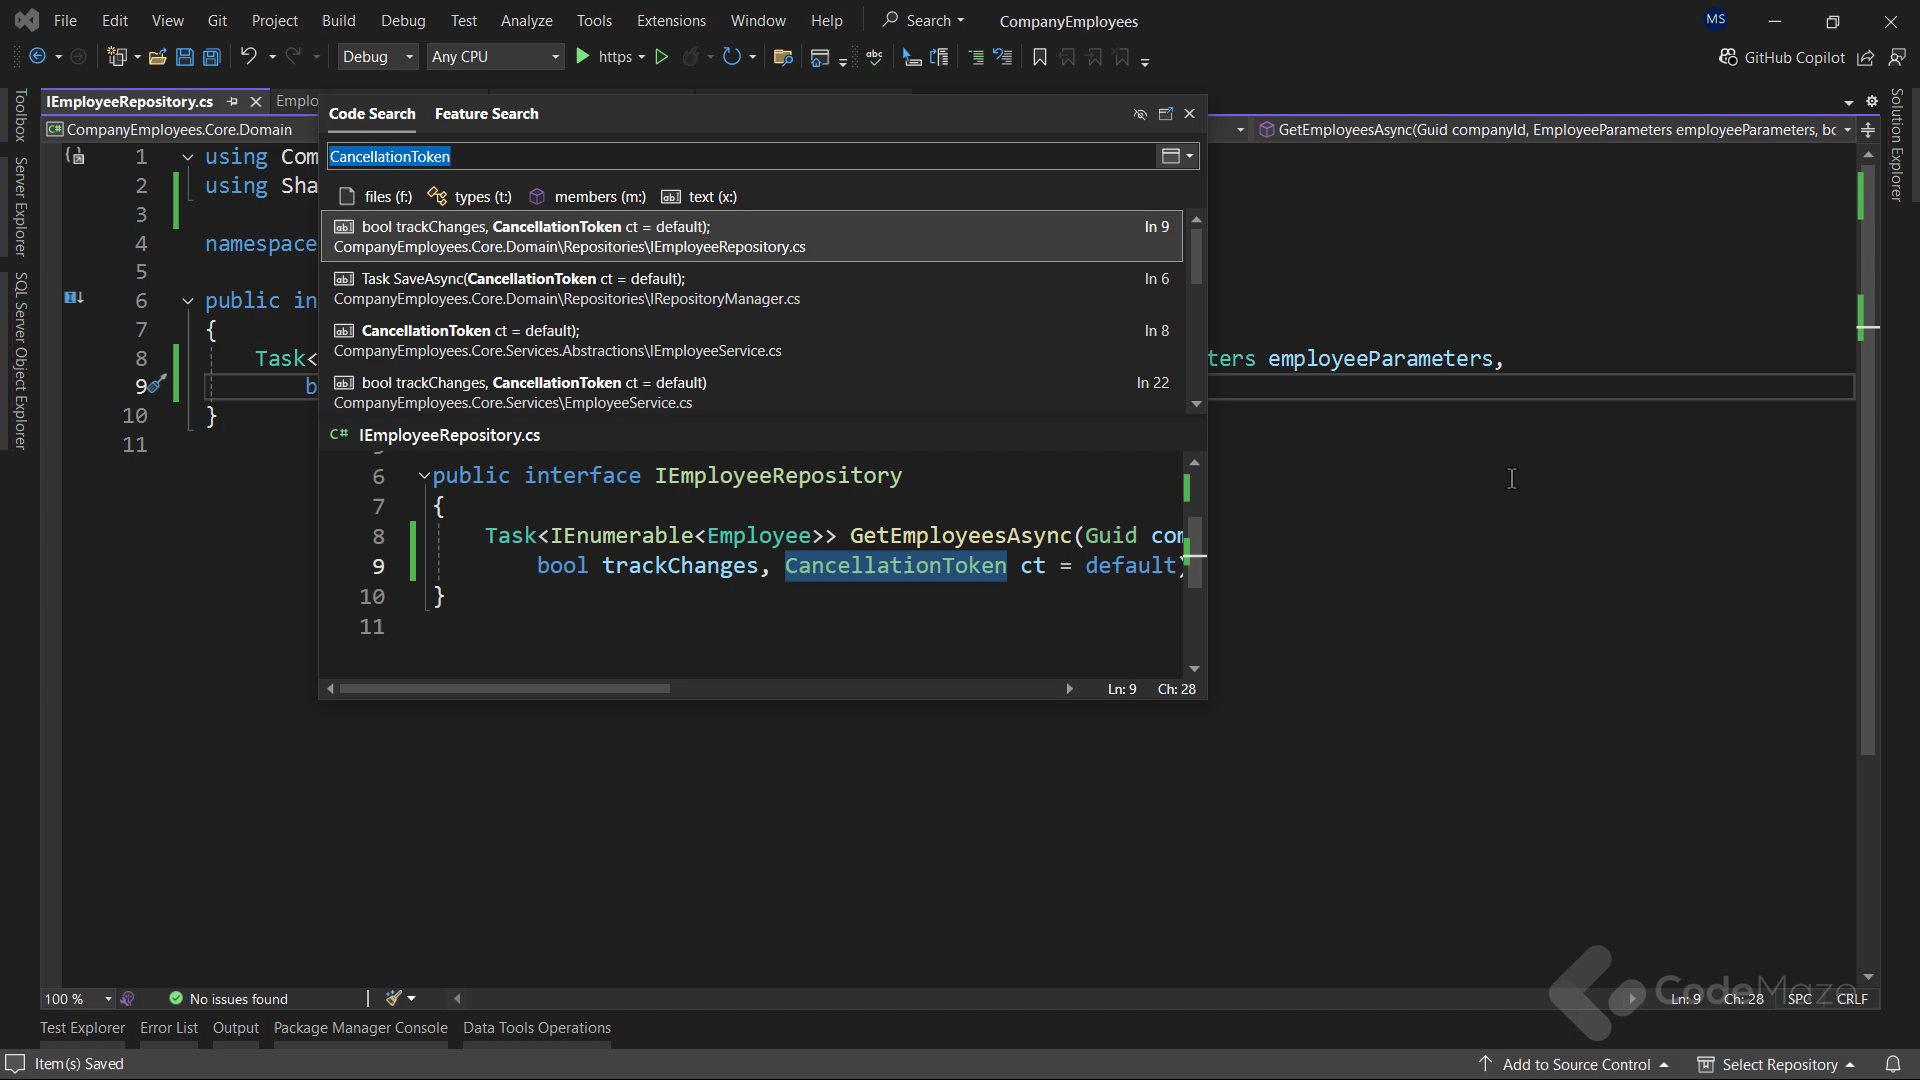 File Edit View Git Project Build Debug Test Analyze Tools Extensions Window Help Search CompanyEmployees MS
Debug Any CPU https GitHub Copilot
IEmployeeRepository.cs Emplo
CompanyEmployees.Core.Domain GetEmployeesAsync(Guid companyId, EmployeeParameters employeeParameters, bc
Toolbox
Server Explorer
SQL Server Object Explorer
Solution Explorer
1 using Com
2 using Sha
3
4 namespace
5
6 public in
7 {
8 Task< ters employeeParameters,
9 b
10 }
11
Code Search Feature Search
CancellationToken
files (f:) types (t:) members (m:) text (x:)
bool trackChanges, CancellationToken ct = default); ln 9
CompanyEmployees.Core.Domain\Repositories\IEmployeeRepository.cs
Task SaveAsync(CancellationToken ct = default); ln 6
CompanyEmployees.Core.Domain\Repositories\IRepositoryManager.cs
CancellationToken ct = default); ln 8
CompanyEmployees.Core.Services.Abstractions\IEmployeeService.cs
bool trackChanges, CancellationToken ct = default) ln 22
CompanyEmployees.Core.Services\EmployeeService.cs
C# IEmployeeRepository.cs
6 public interface IEmployeeRepository
7 {
8 Task<IEnumerable<Employee>> GetEmployeesAsync(Guid com
9 bool trackChanges, CancellationToken ct = default)
10 }
11
Ln: 9 Ch: 28
100 % No issues found Ln: 9 Ch: 28 SPC CRLF
CodeMaze
Test Explorer Error List Output Package Manager Console Data Tools Operations
Item(s) Saved Add to Source Control Select Repository